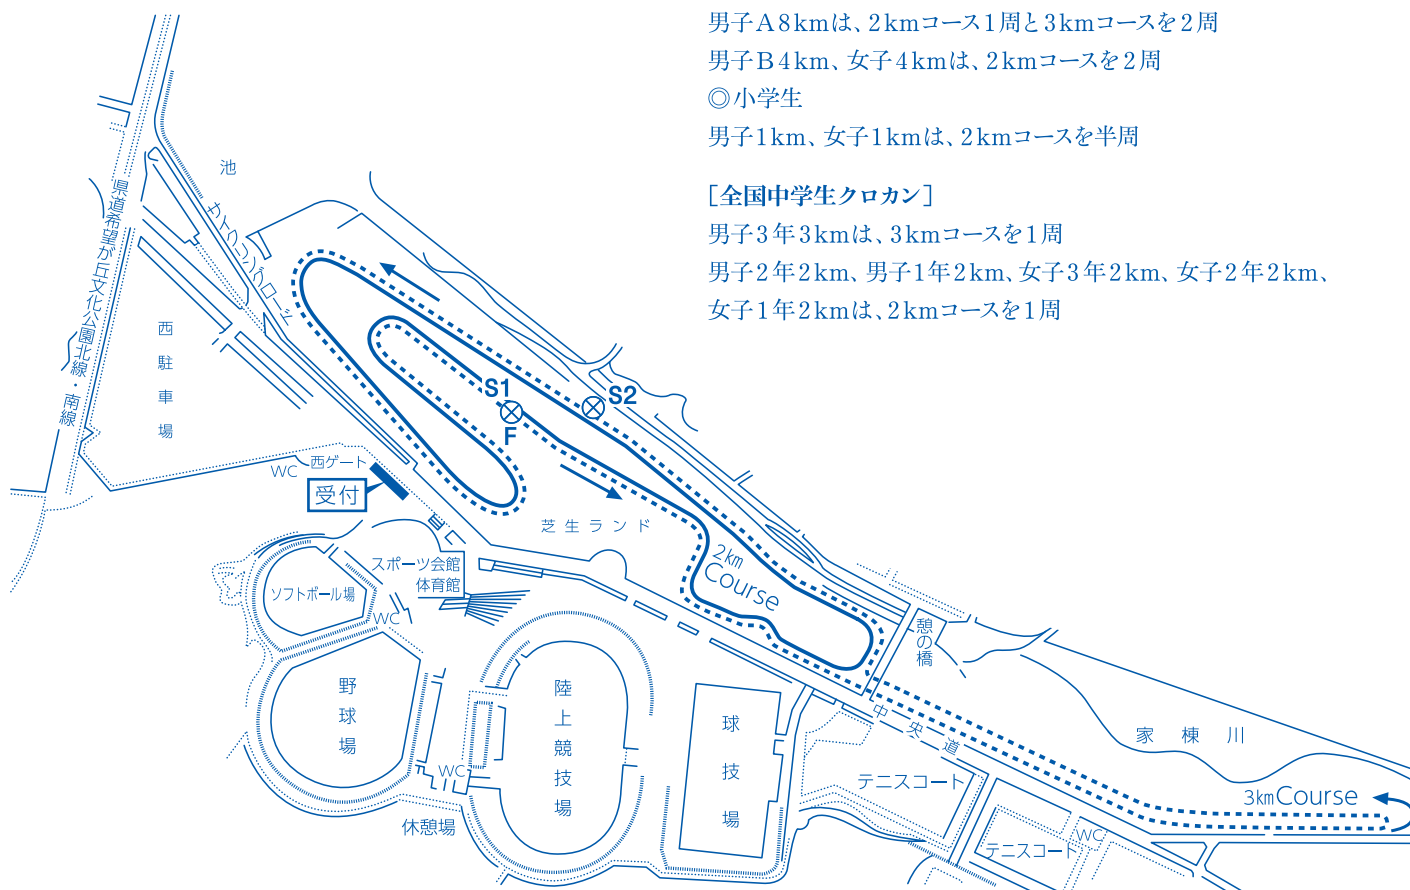 男子A8kmは、2kmコース1周と3kmコースを2周
男子B4km、女子4kmは、2kmコースを2周
◎小学生
男子1km、女子1kmは、2kmコースを半周
［全国中学生クロカン］
男子3年3kmは、3kmコースを1周
男子2年2km、男子1年2km、女子3年2km、女子2年2km、
女子1年2kmは、2kmコースを1周
池
サイクリングロード
県道希望が丘文化公園北線・南線
西駐車場
S1
S2
F
WC
西ゲート
受付
芝生ランド
2km Course
スポーツ会館
体育館
ソフトボール場
WC
憩の橋
野球場
陸上競技場
球技場
中央道
家棟川
WC
テニスコート
3km Course
休憩場
テニスコート
WC